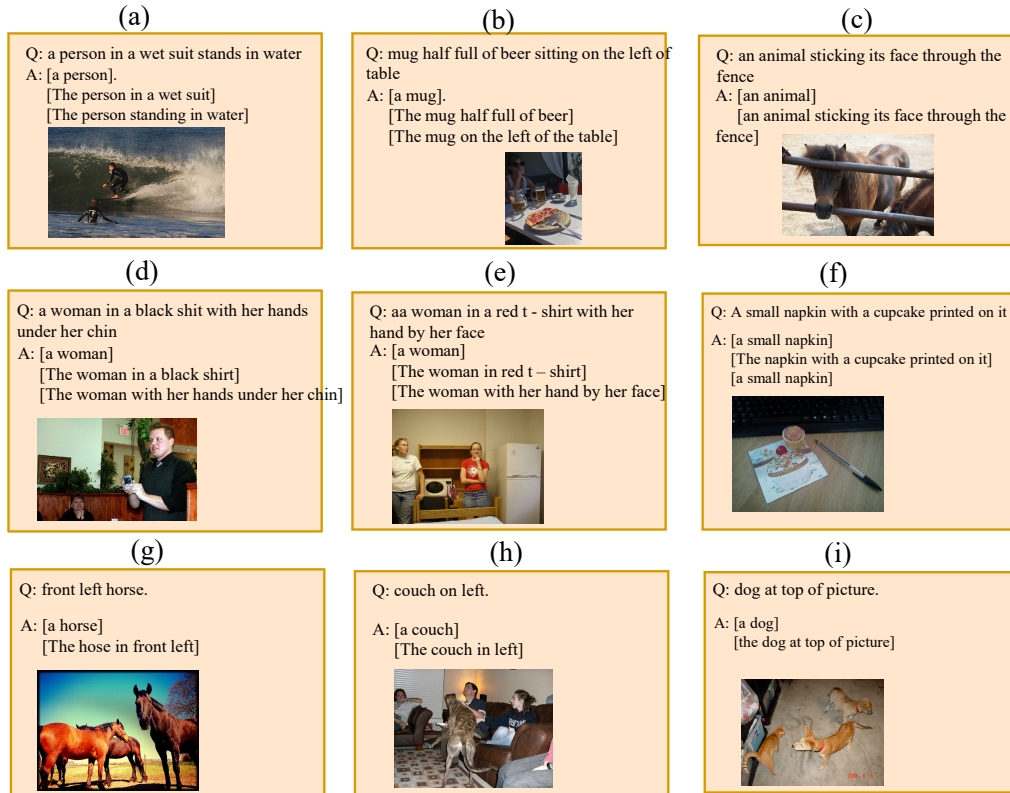 (a)
Q: a person in a wet suit stands in water
A: [a person].
[The person in a wet suit]
[The person standing in water]
(b)
Q: mug half full of beer sitting on the left of
table
A: [a mug].
[The mug half full of beer]
[The mug on the left of the table]
(c)
Q: an animal sticking its face through the
fence
A: [an animal]
[an animal sticking its face through the
fence]
(d)
Q: a woman in a black shit with her hands
under her chin
A: [a woman]
[The woman in a black shirt]
[The woman with her hands under her chin]
(e)
Q: aa woman in a red t - shirt with her
hand by her face
A: [a woman]
[The woman in red t – shirt]
[The woman with her hand by her face]
(f)
Q: A small napkin with a cupcake printed on it
A: [a small napkin]
[The napkin with a cupcake printed on it]
[a small napkin]
(g)
Q: front left horse.
A: [a horse]
[The hose in front left]
(h)
Q: couch on left.
A: [a couch]
[The couch in left]
(i)
Q: dog at top of picture.
A: [a dog]
[the dog at top of picture]